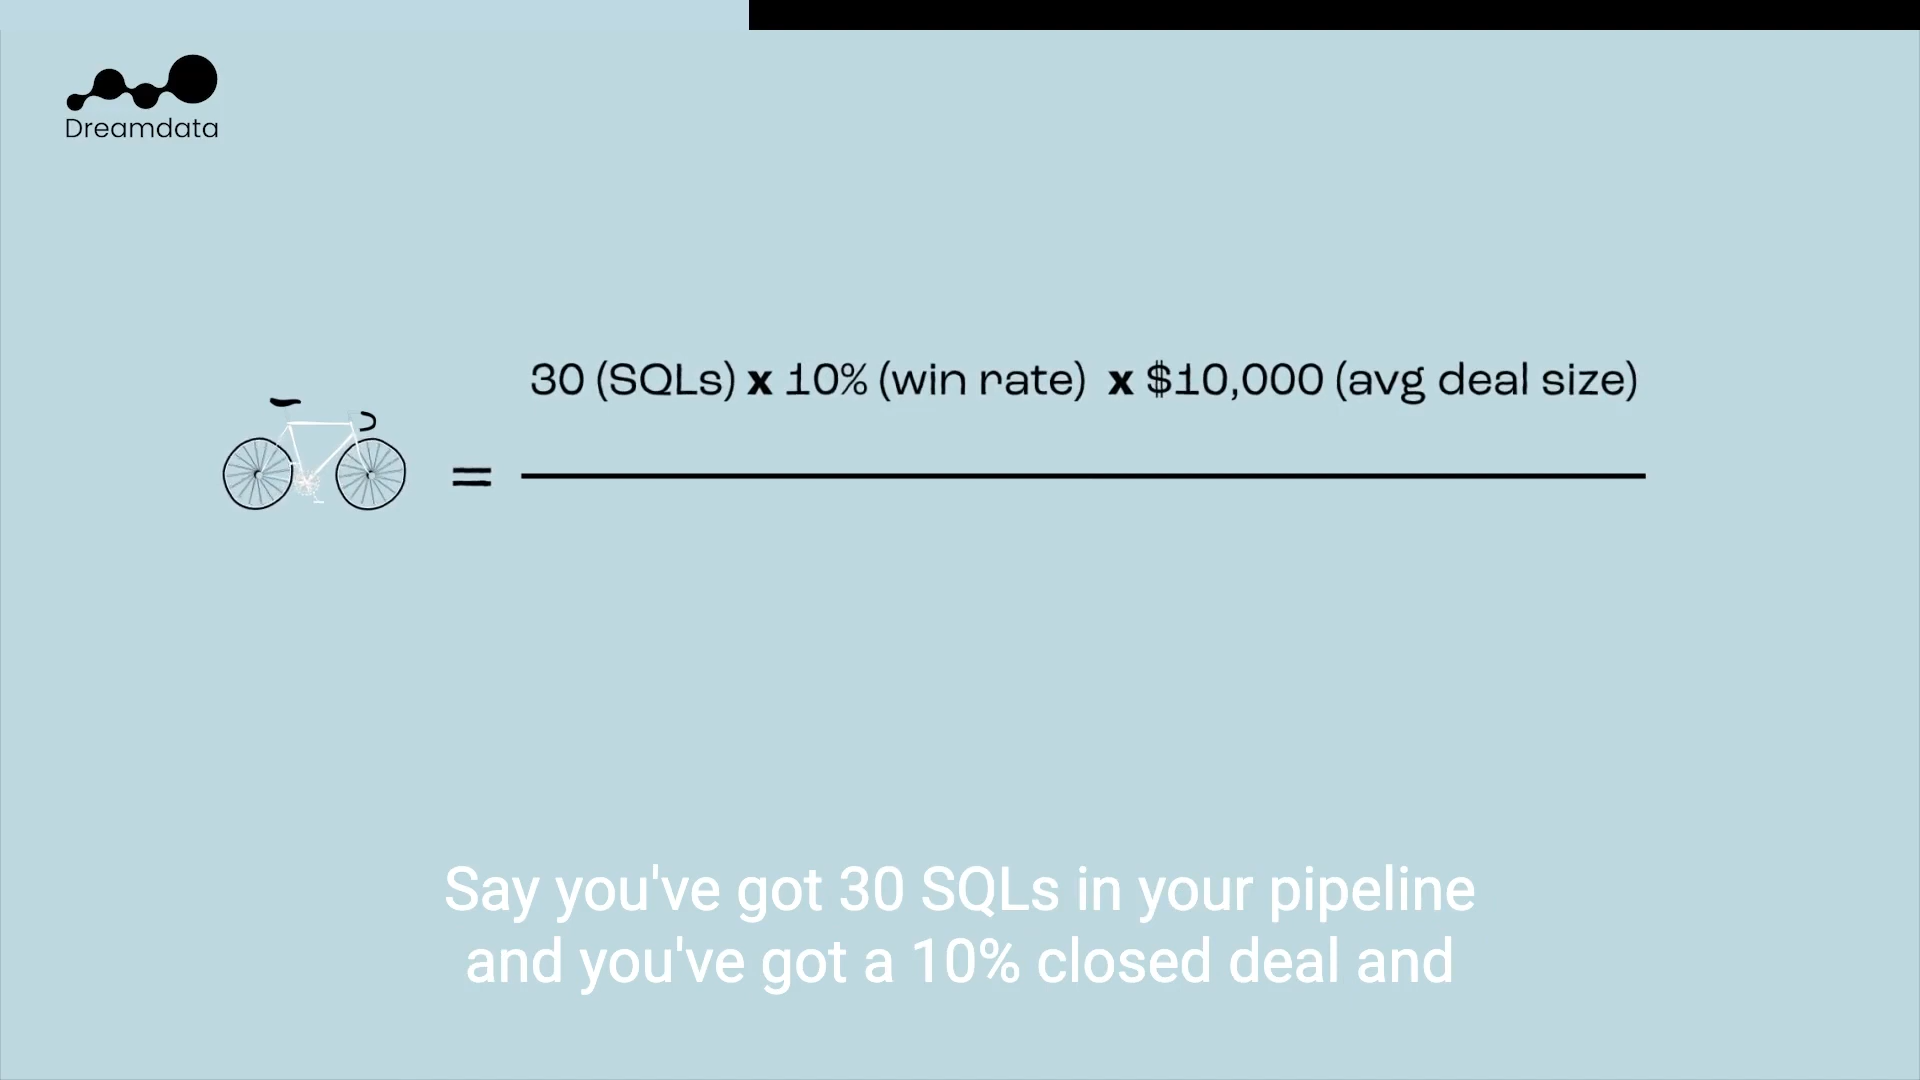 Dreamdata
30 (SQLs) x 10% (win rate) x $10,000 (avg deal size)
=
Say you've got 30 SQLs in your pipeline
and you've got a 10% closed deal and